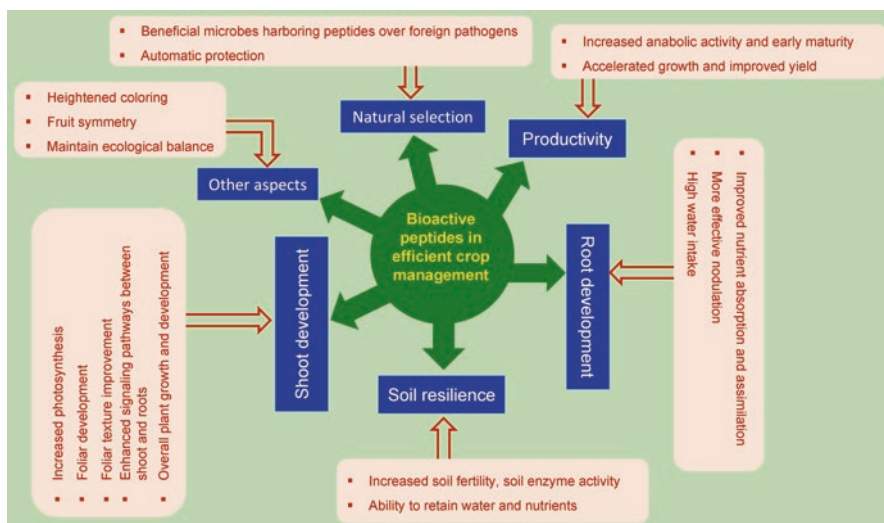 Beneficial microbes harboring peptides over foreign pathogens
Automatic protection
Increased anabolic activity and early maturity
Accelerated growth and improved yield
Heightened coloring
Fruit symmetry
Maintain ecological balance
Natural selection
Productivity
Other aspects
Bioactive
peptides in
efficient crop
management
Shoot development
Root development
Improved nutrient absorption and assimilation
More effective nodulation
High water intake
Increased photosynthesis
Foliar development
Foliar texture improvement
Enhanced signaling pathways between
shoot and roots
Overall plant growth and development
Soil resilience
Increased soil fertility, soil enzyme activity
Ability to retain water and nutrients